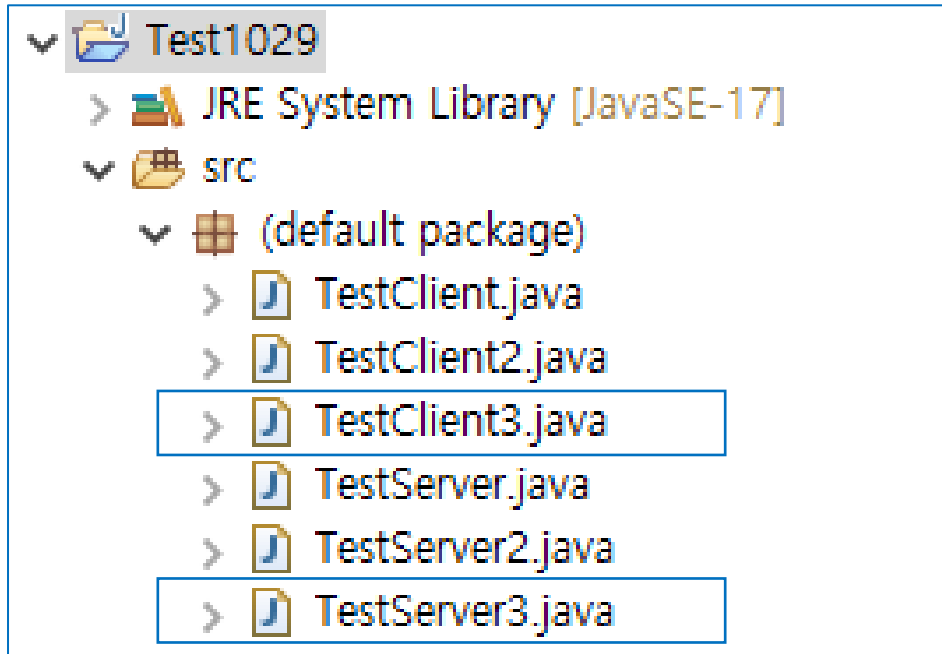 Test1029
JRE System Library [JavaSE-17]
src
(default package)
TestClient.java
TestClient2.java
TestClient3.java
TestServer.java
TestServer2.java
TestServer3.java